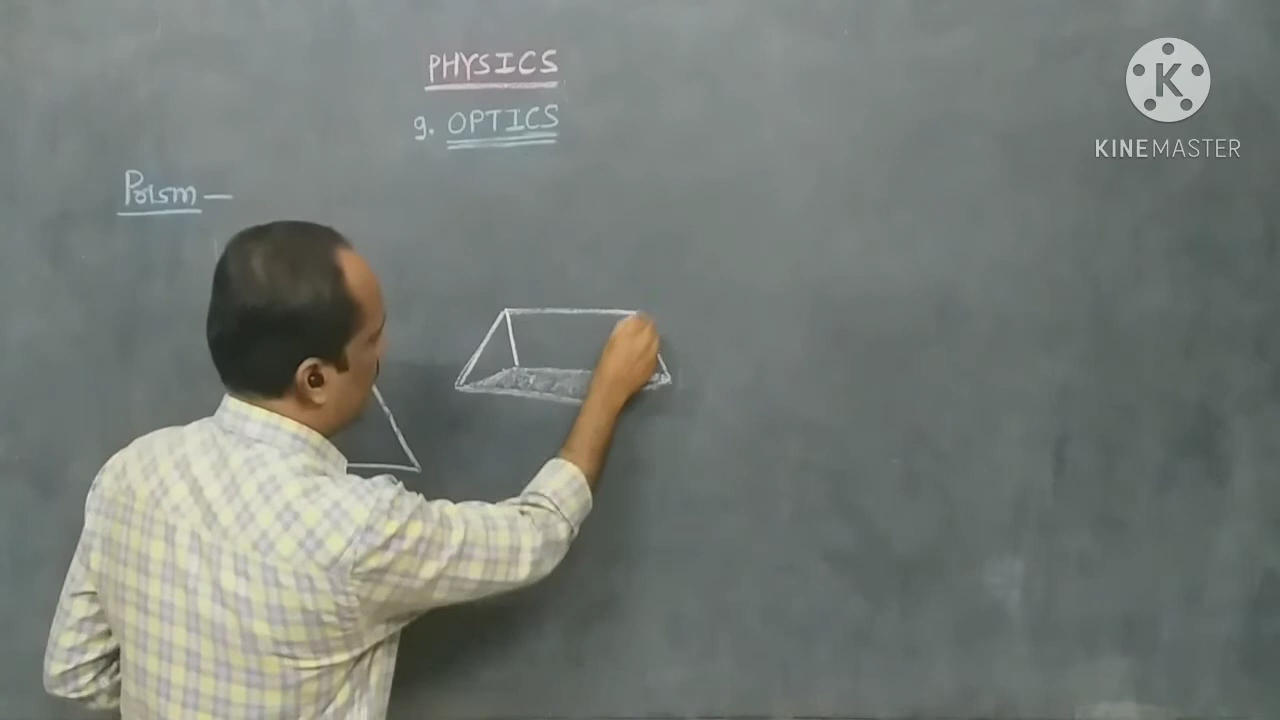 PHYSICS
9. OPTICS
Prism —
K
KINEMASTER